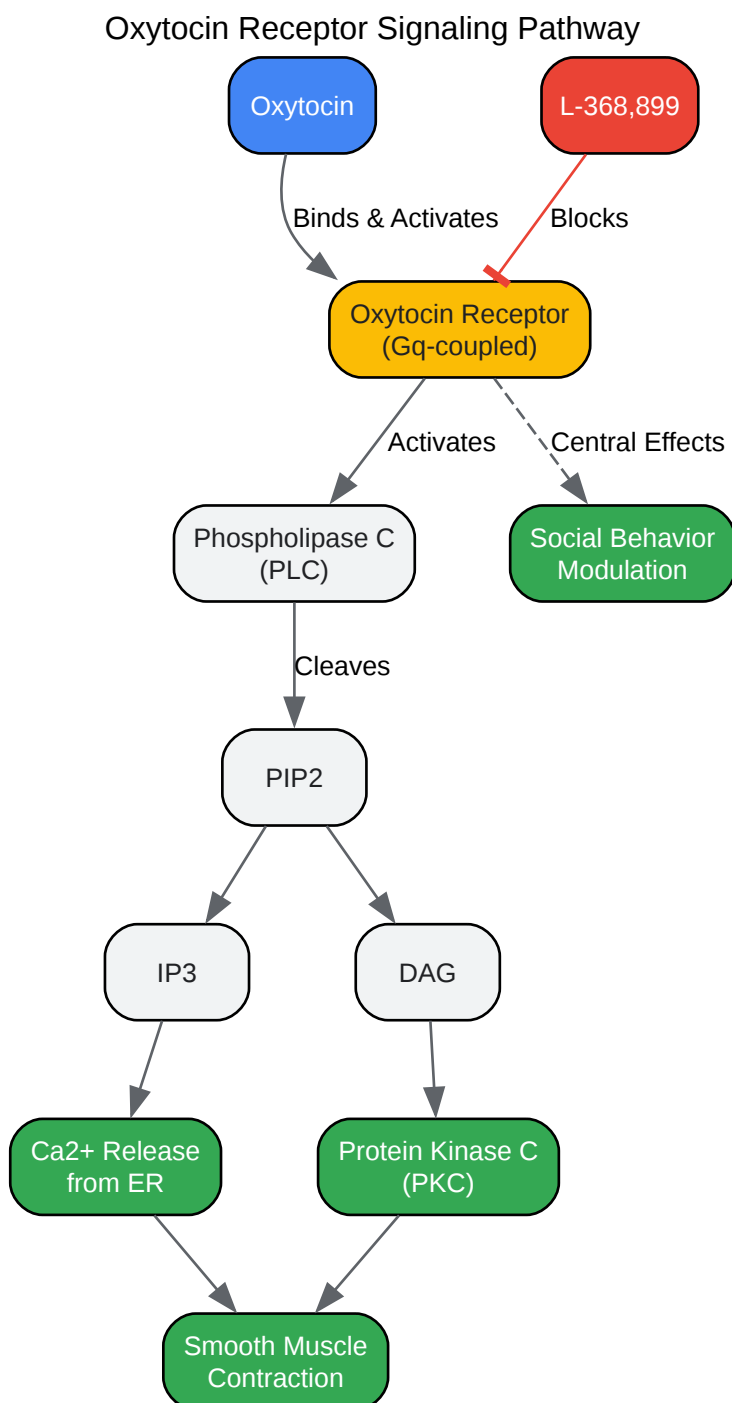 Oxytocin Receptor Signaling Pathway
Oxytocin
L-368,899
Binds & Activates
Blocks
Oxytocin Receptor
(Gq-coupled)
Activates
Central Effects
Phospholipase C
(PLC)
Social Behavior
Modulation
Cleaves
PIP2
IP3
DAG
Ca2+ Release
from ER
Protein Kinase C
(PKC)
Smooth Muscle
Contraction